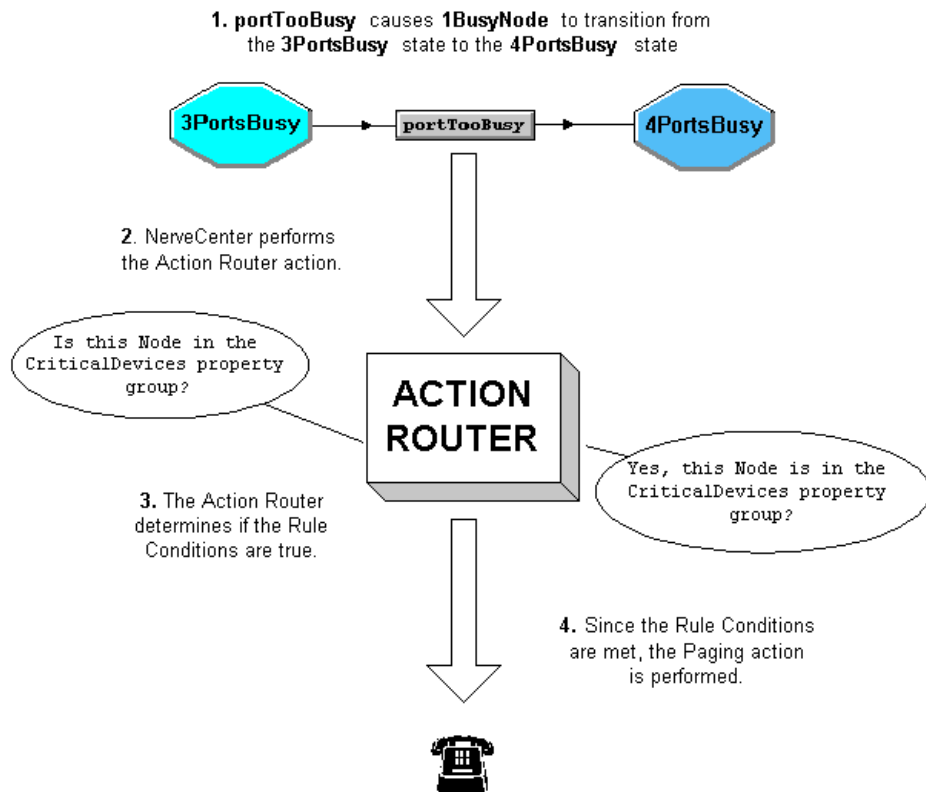 1. portTooBusy causes 1BusyNode to transition from
the 3PortsBusy state to the 4PortsBusy state
3PortsBusy
portTooBusy
4PortsBusy
2. NerveCenter performs
the Action Router action.
Is this Node in the
CriticalDevices property
group?
ACTION
ROUTER
Yes, this Node is in the
CriticalDevices property
group?
3. The Action Router
determines if the Rule
Conditions are true.
4. Since the Rule Conditions
are met, the Paging action
is performed.